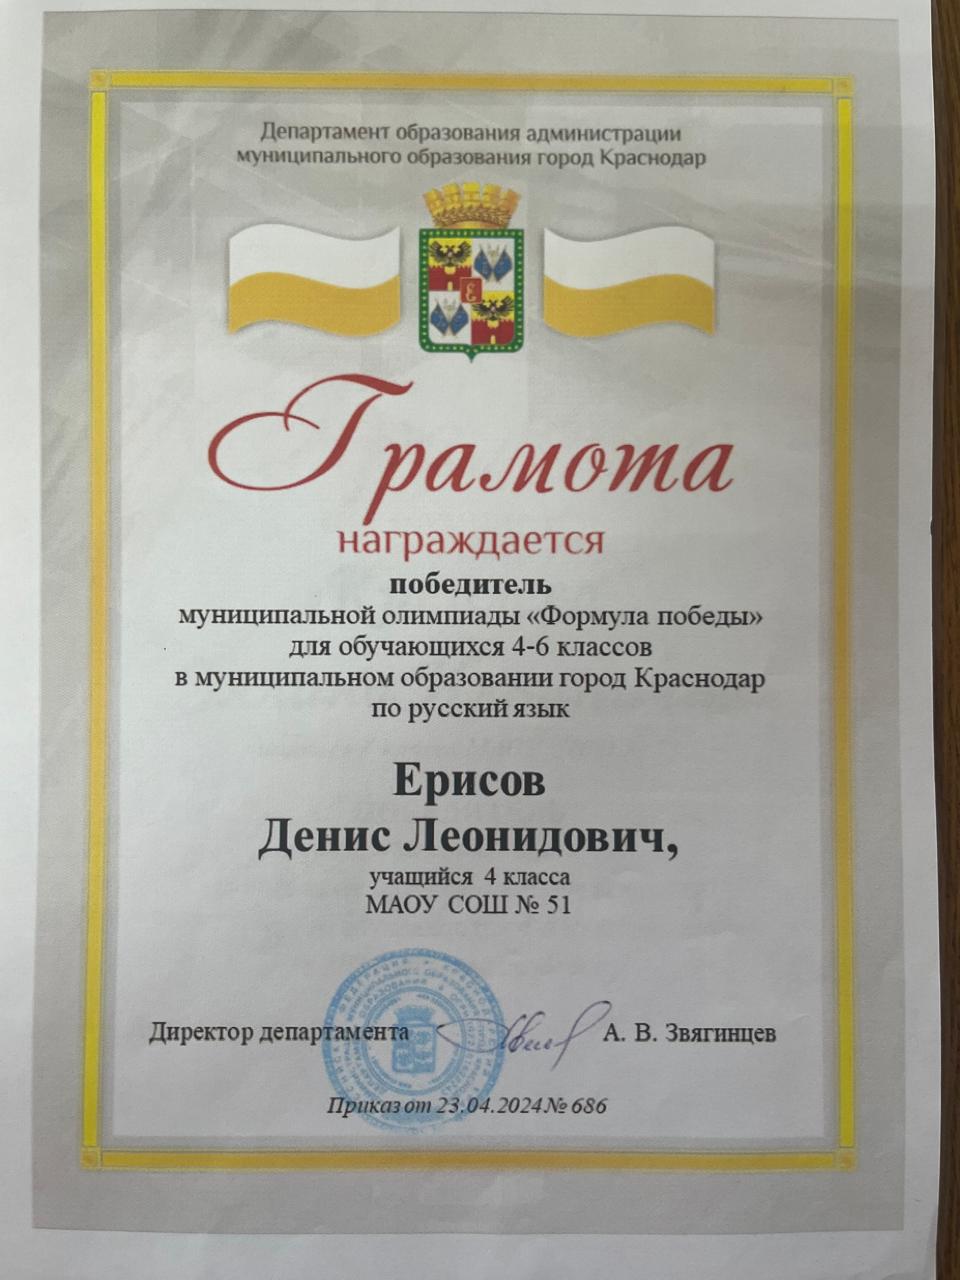 Департамент образования администрации
муниципального образования город Краснодар
Е
Грамота
награждается
победитель
муниципальной олимпиады «Формула победы»
для обучающихся 4-6 классов
в муниципальном образовании город Краснодар
по русский язык
Ерисов
Денис Леонидович,
учащийся 4 класса
МАОУ СОШ № 51
Директор департамента
А. В. Звягинцев
Приказ от 23.04.2024№ 686